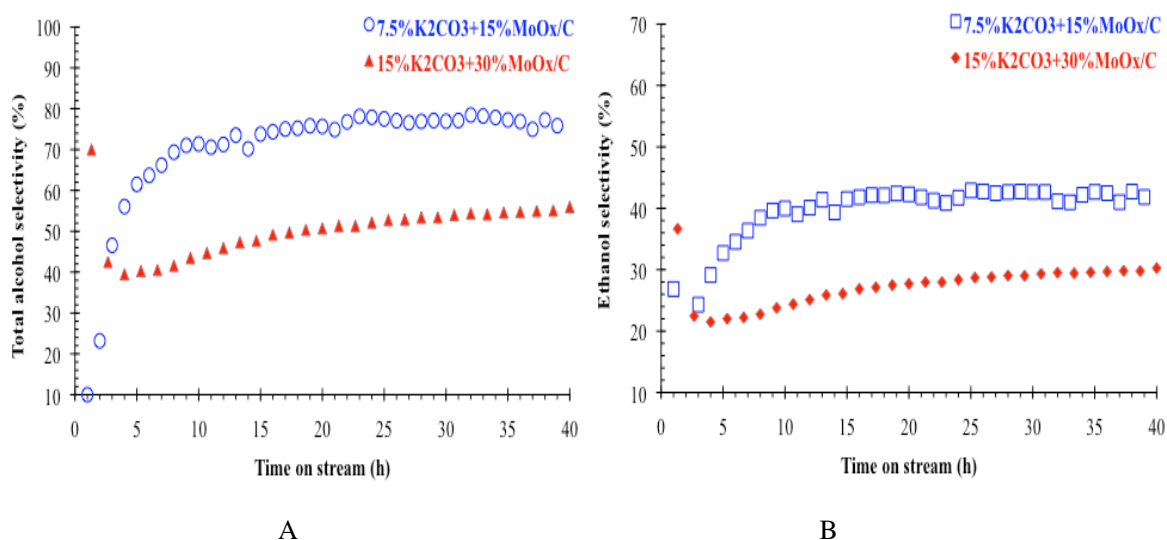 100
90
80
70
60
50
40
30
20
10
Total alcohol selectivity (%)
7.5%K2CO3+15%MoOx/C
15%K2CO3+30%MoOx/C
0 5 10 15 20 25 30 35 40
Time on stream (h)
A
70
60
50
40
30
20
10
Ethanol selectivity (%)
7.5%K2CO3+15%MoOx/C
15%K2CO3+30%MoOx/C
0 5 10 15 20 25 30 35 40
Time on stream (h)
B